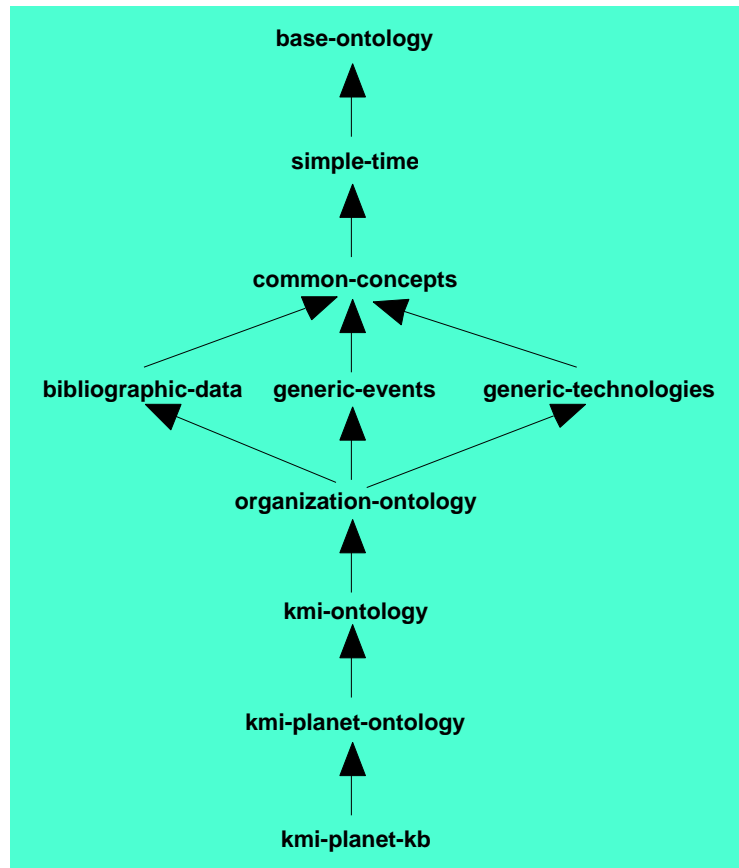 base-ontology
simple-time
common-concepts
bibliographic-data generic-events generic-technologies
organization-ontology
kmi-ontology
kmi-planet-ontology
kmi-planet-kb